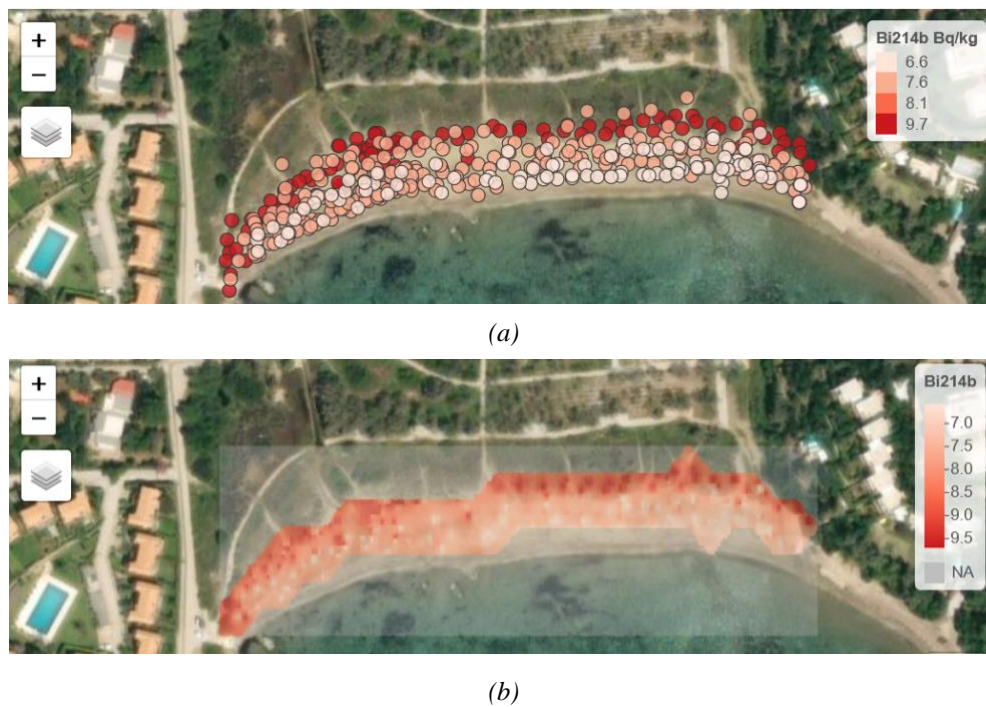 +
−
Bi214b Bq/kg
6.6
7.6
8.1
9.7
(a)
+
−
Bi214b
-7.0
-7.5
-8.0
-8.5
-9.0
-9.5
NA
(b)